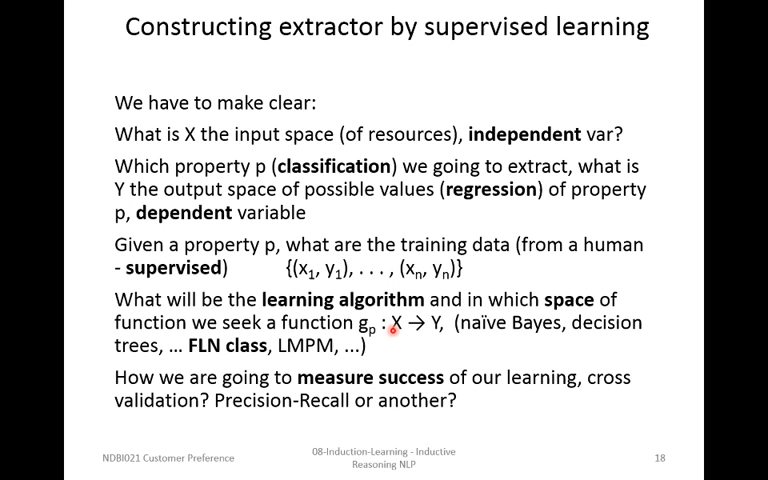 Constructing extractor by supervised learning
We have to make clear:
What is X the input space (of resources), independent var?
Which property p (classification) we going to extract, what is
Y the output space of possible values (regression) of property
p, dependent variable
Given a property p, what are the training data (from a human
- supervised) {(x₁, y₁), . . . , (xₙ, yₙ)}
What will be the learning algorithm and in which space of
function we seek a function gₚ : X → Y, (naïve Bayes, decision
trees, ... FLN class, LMPM, ...)
How we are going to measure success of our learning, cross
validation? Precision-Recall or another?
NDBI021 Customer Preference
08-Induction-Learning - Inductive
Reasoning NLP
18